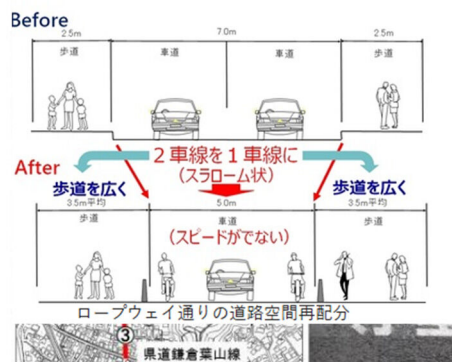 Before
2.5m
7.0m
2.5m
歩道
車道
車道
歩道
After
2車線を1車線に
(スラローム状)
歩道を広く
歩道を広く
3.5m平均
5.0m
3.5m平均
歩道
車道
歩道
(スピードがでない)
ロープウェイ通りの道路空間再配分
③
県道鎌倉葉山線